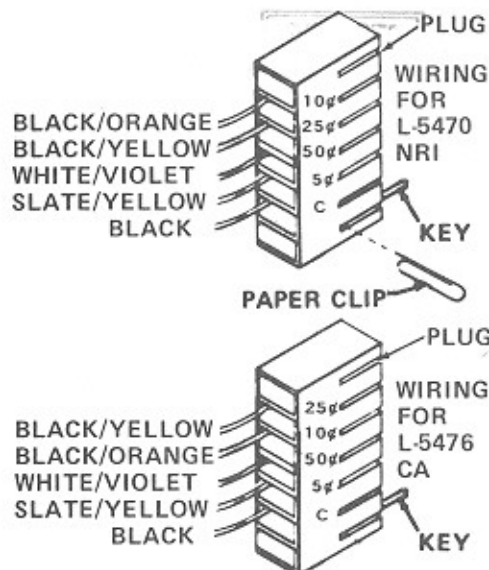 PLUG
10¢
25¢
50¢
5¢
C
WIRING
FOR
L-5470
NRI
BLACK/ORANGE
BLACK/YELLOW
WHITE/VIOLET
SLATE/YELLOW
BLACK
KEY
PAPER CLIP
PLUG
25¢
10¢
50¢
5¢
C
WIRING
FOR
L-5476
CA
BLACK/YELLOW
BLACK/ORANGE
WHITE/VIOLET
SLATE/YELLOW
BLACK
KEY